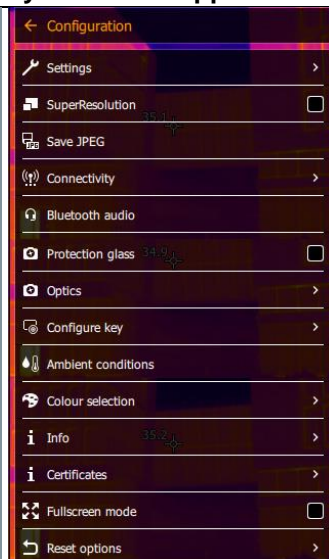 Configuration
Settings
SuperResolution
35.1
Save JPEG
Connectivity
Bluetooth audio
Protection glass
34.9
Optics
Configure key
Ambient conditions
Colour selection
Info
35.2
Certificates
Fullscreen mode
Reset options